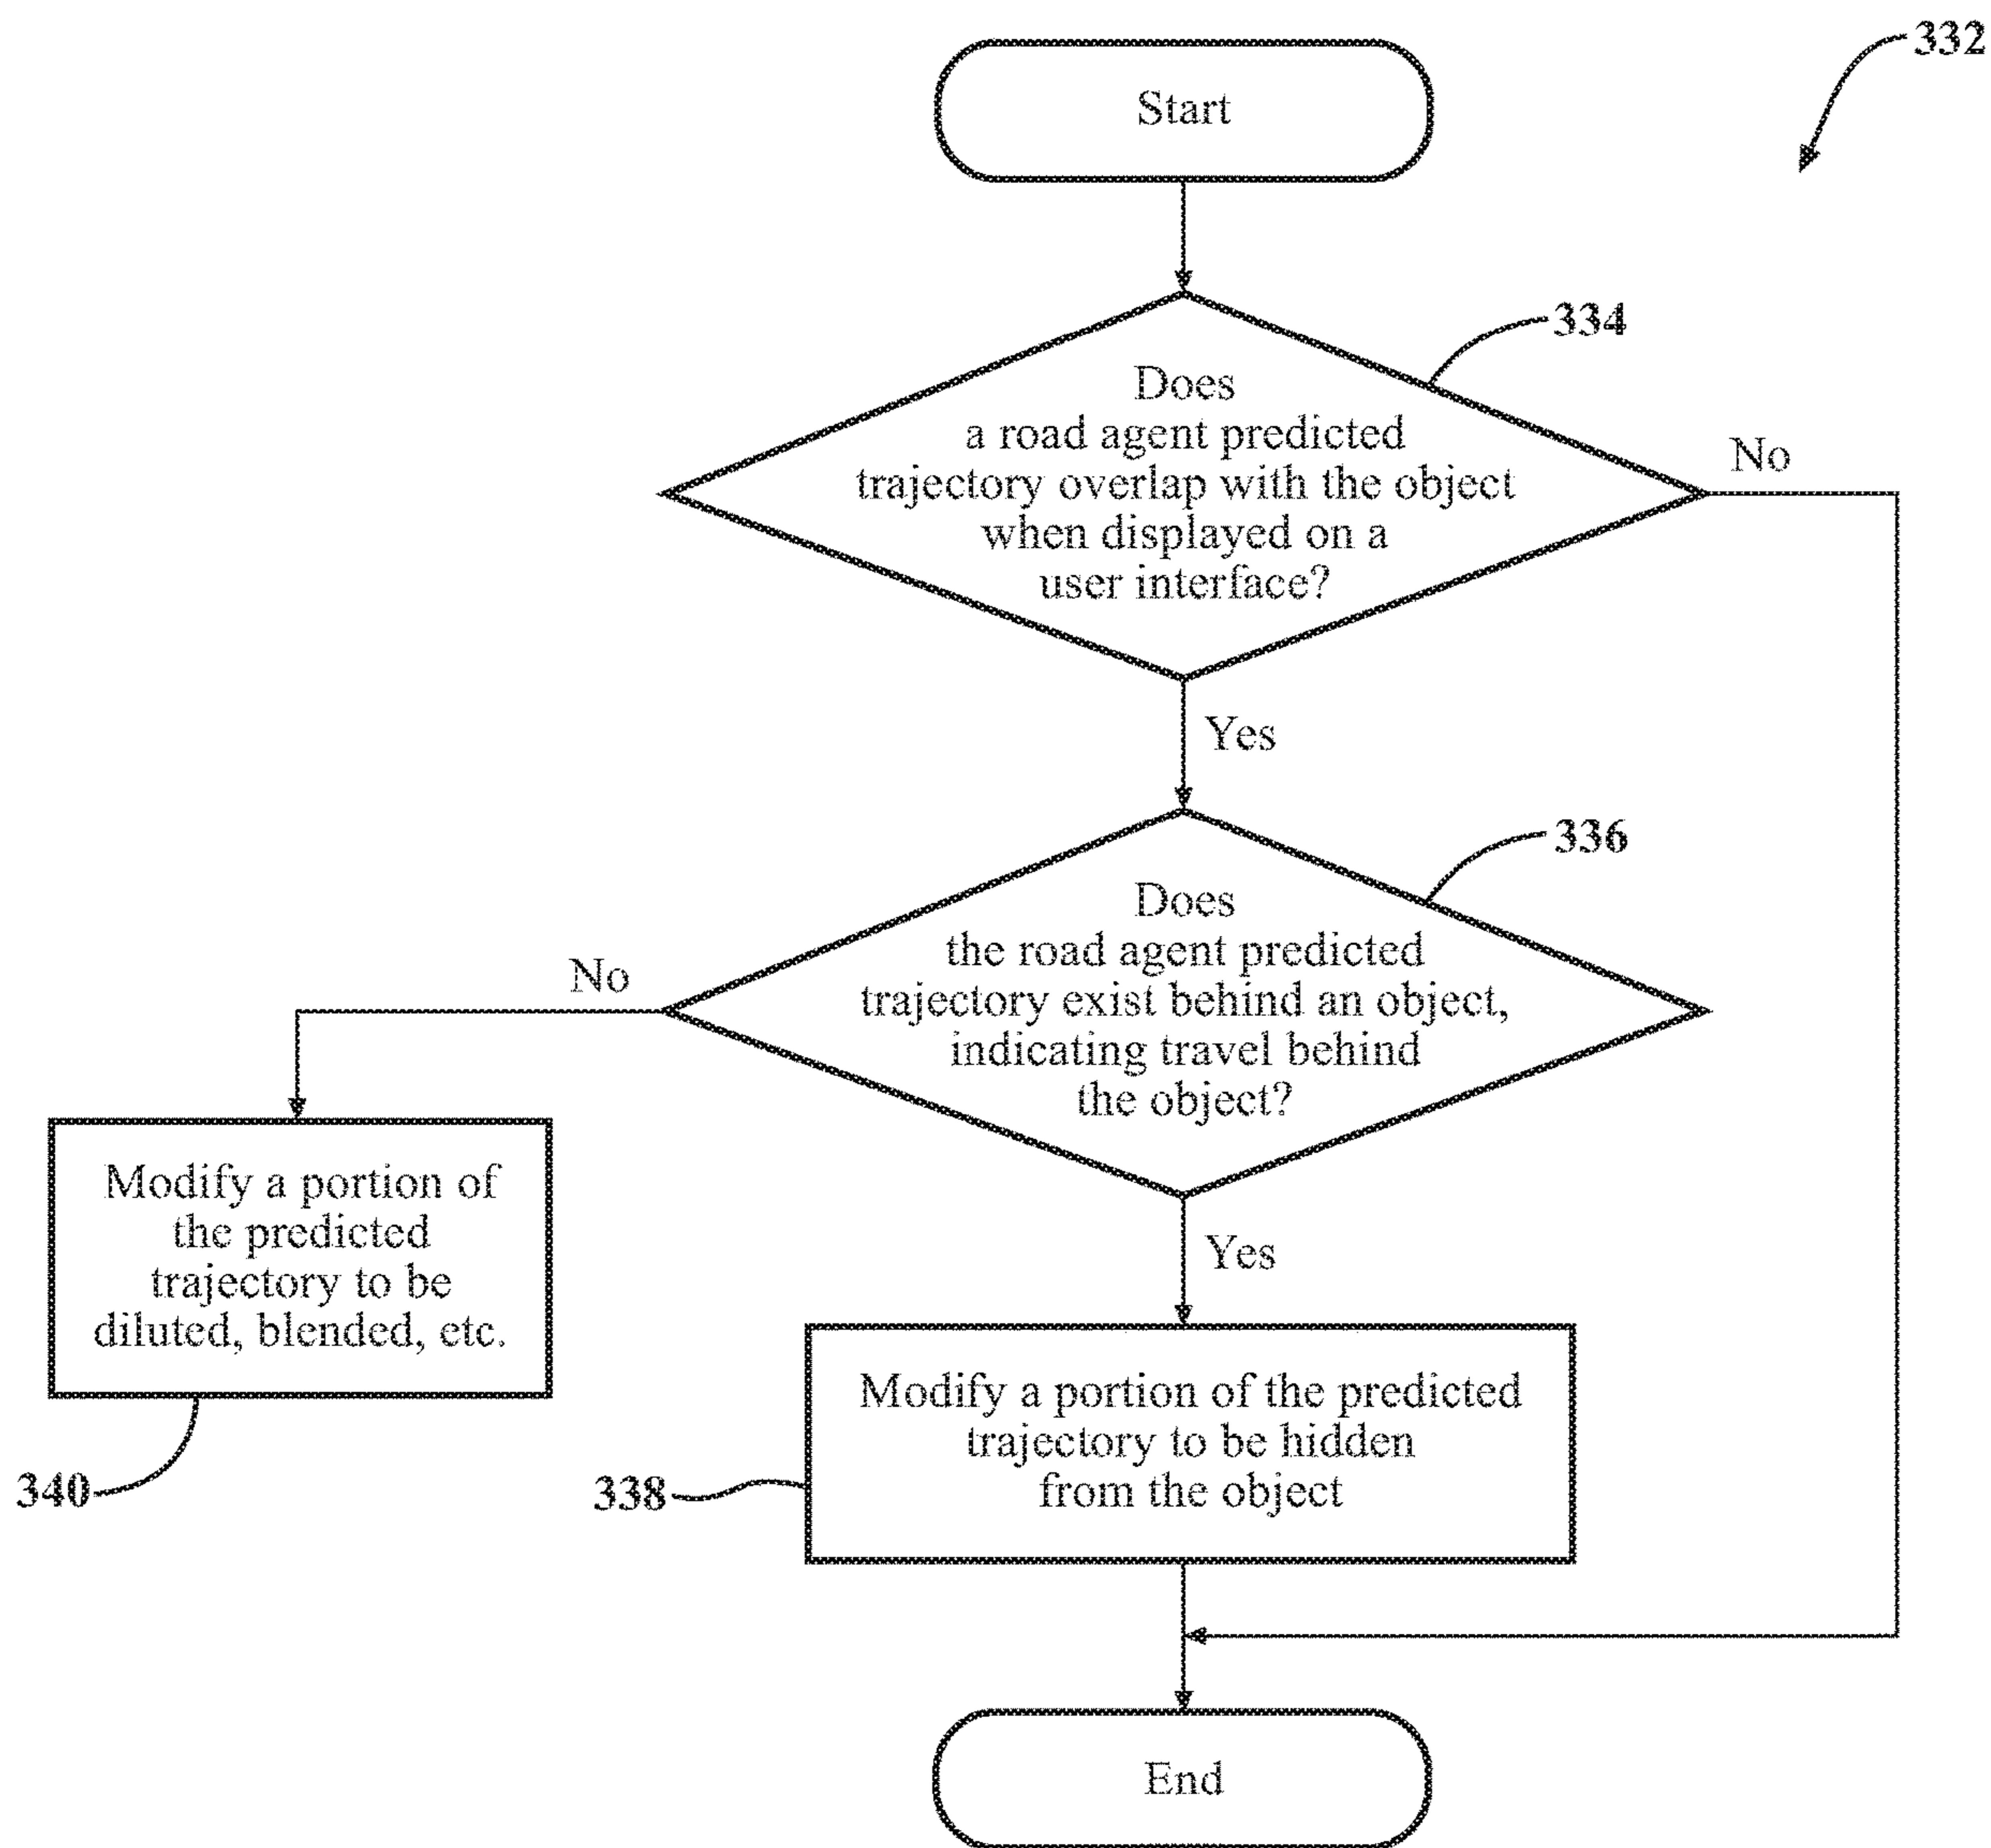 332
Start
334
Does
a road agent predicted
trajectory overlap with the object
when displayed on a
user interface?
No
Yes
336
Does
the road agent predicted
trajectory exist behind an object,
indicating travel behind
the object?
No
Yes
Modify a portion of
the predicted
trajectory to be
diluted, blended, etc.
340
Modify a portion of the predicted
trajectory to be hidden
from the object
338
End